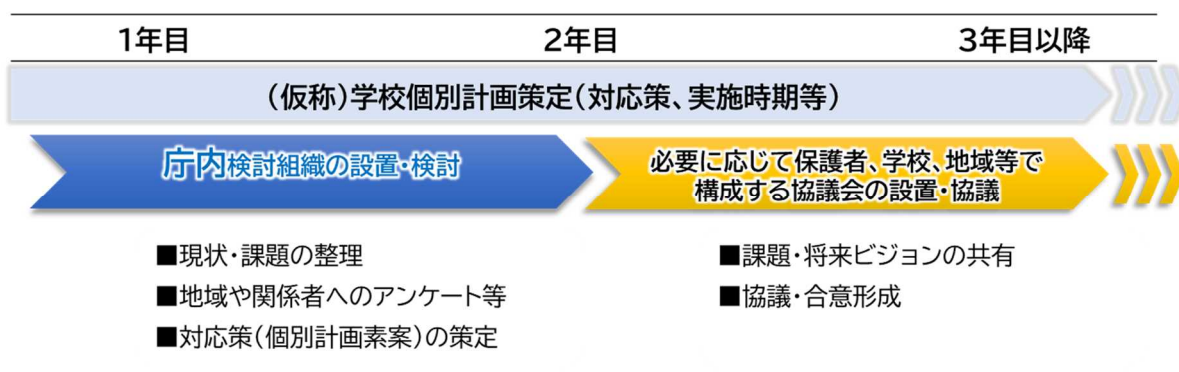 1年目 2年目 3年目以降
(仮称)学校個別計画策定(対応策、実施時期等)
庁内検討組織の設置・検討
必要に応じて保護者、学校、地域等で
構成する協議会の設置・協議
■現状・課題の整理
■地域や関係者へのアンケート等
■対応策(個別計画素案)の策定
■課題・将来ビジョンの共有
■協議・合意形成